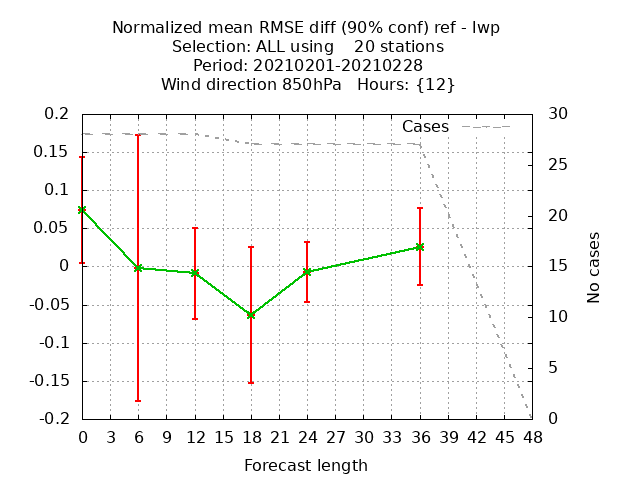 Normalized mean RMSE diff (90% conf) ref - lwp
Selection: ALL using    20 stations
Period: 20210201-20210228
Wind direction 850hPa   Hours: {12}
0.2
0.15
0.1
0.05
0
-0.05
-0.1
-0.15
-0.2
Cases
30
25
20
15
10
5
0
No cases
0 3 6 9 12 15 18 21 24 27 30 33 36 39 42 45 48
Forecast length